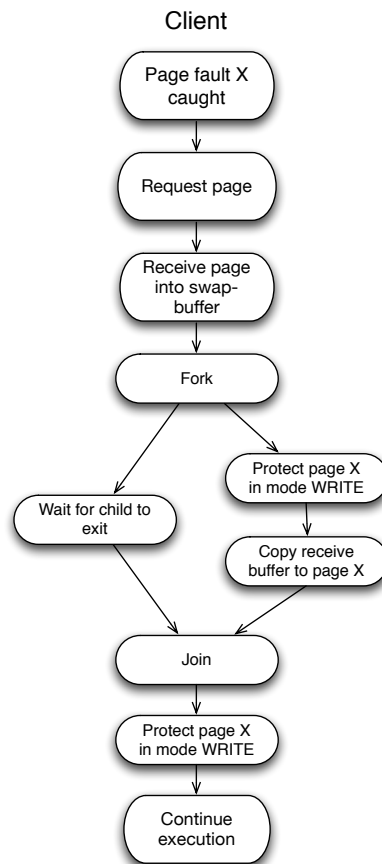 Client
Page fault X
caught
Request page
Receive page
into swap-
buffer
Fork
Wait for child to
exit
Protect page X
in mode WRITE
Copy receive
buffer to page X
Join
Protect page X
in mode WRITE
Continue
execution